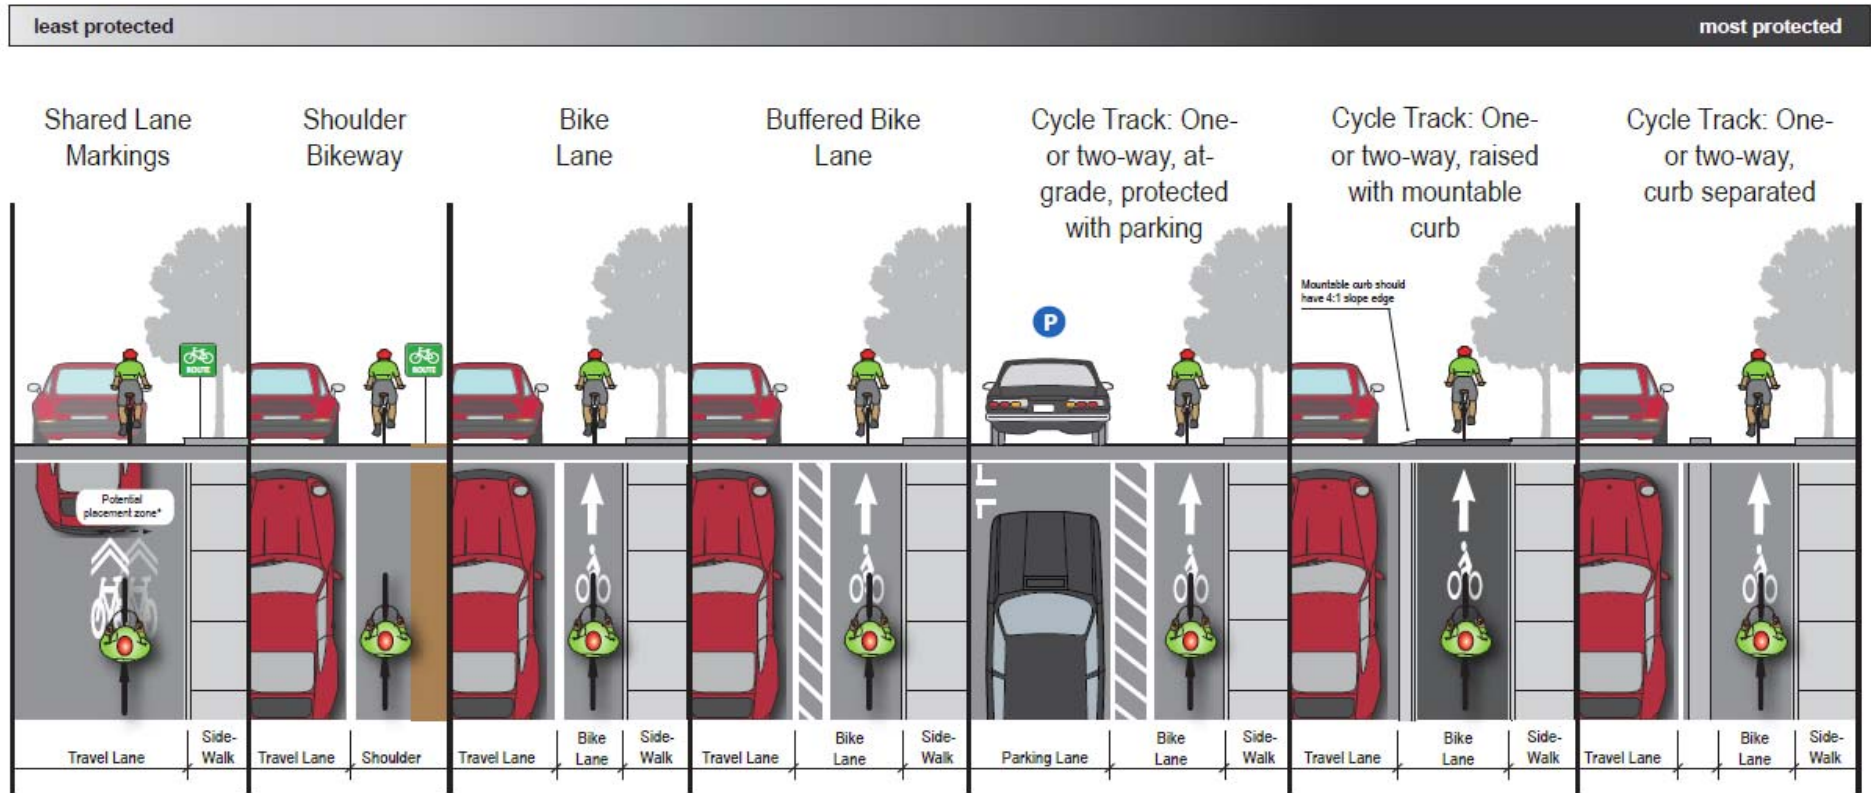 least protected
most protected
Shared Lane
Markings
Shoulder
Bikeway
Bike
Lane
Buffered Bike
Lane
Cycle Track: One-
or two-way, at-
grade, protected
with parking
Cycle Track: One-
or two-way, raised
with mountable
curb
Cycle Track: One-
or two-way,
curb separated
ROUTE
ROUTE
P
Mountable curb should
have 4:1 slope edge
Potential
placement zone*
Travel Lane
Side-
Walk
Travel Lane
Shoulder
Travel Lane
Bike
Lane
Side-
Walk
Travel Lane
Bike
Lane
Side-
Walk
Parking Lane
Bike
Lane
Side-
Walk
Travel Lane
Bike
Lane
Side-
Walk
Travel Lane
Bike
Lane
Side-
Walk